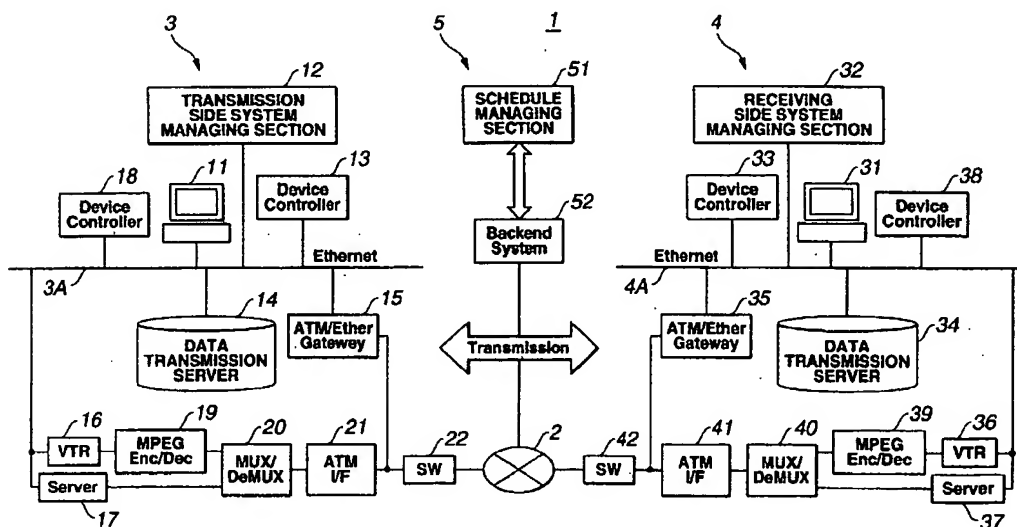 3
5
1
4
12
51
32
TRANSMISSION
SIDE SYSTEM
MANAGING SECTION
SCHEDULE
MANAGING
SECTION
RECEIVING
SIDE SYSTEM
MANAGING SECTION
18
11
13
33
31
38
Device
Controller
Device
Controller
52
Backend
System
Device
Controller
Device
Controller
Ethernet
Ethernet
3A
4A
14
15
35
34
DATA
TRANSMISSION
SERVER
ATM/Ether
Gateway
Transmission
ATM/Ether
Gateway
DATA
TRANSMISSION
SERVER
16
19
20
21
22
2
42
41
40
39
36
VTR
MPEG
Enc/Dec
MUX/
DeMUX
ATM
I/F
SW
SW
ATM
I/F
MUX/
DeMUX
MPEG
Enc/Dec
VTR
Server
Server
17
37